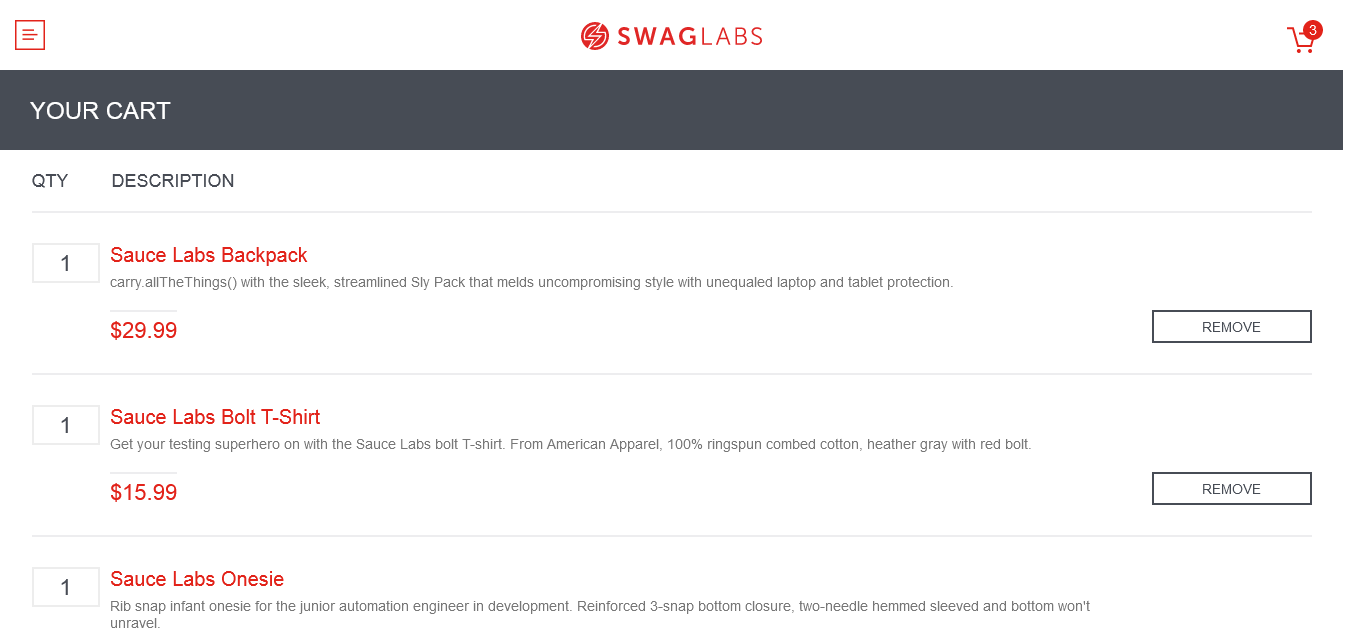 SWAGLABS
3
YOUR CART
QTY DESCRIPTION
1 Sauce Labs Backpack
carry.allTheThings() with the sleek, streamlined Sly Pack that melds uncompromising style with unequaled laptop and tablet protection.
$29.99 REMOVE
1 Sauce Labs Bolt T-Shirt
Get your testing superhero on with the Sauce Labs bolt T-shirt. From American Apparel, 100% ringspun combed cotton, heather gray with red bolt.
$15.99 REMOVE
1 Sauce Labs Onesie
Rib snap infant onesie for the junior automation engineer in development. Reinforced 3-snap bottom closure, two-needle hemmed sleeved and bottom won't
unravel.